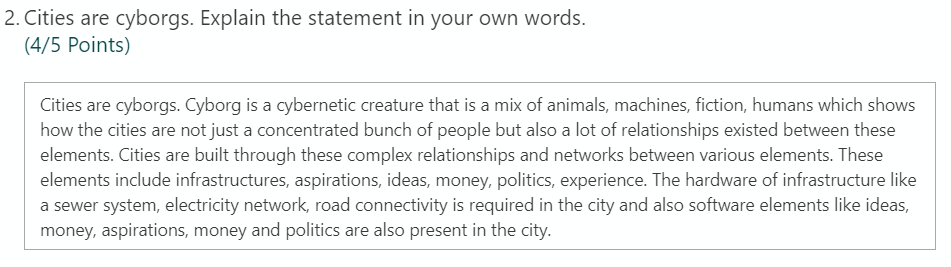 2. Cities are cyborgs. Explain the statement in your own words.
(4/5 Points)
Cities are cyborgs. Cyborg is a cybernetic creature that is a mix of animals, machines, fiction, humans which shows
how the cities are not just a concentrated bunch of people but also a lot of relationships existed between these
elements. Cities are built through these complex relationships and networks between various elements. These
elements include infrastructures, aspirations, ideas, money, politics, experience. The hardware of infrastructure like
a sewer system, electricity network, road connectivity is required in the city and also software elements like ideas,
money, aspirations, money and politics are also present in the city.